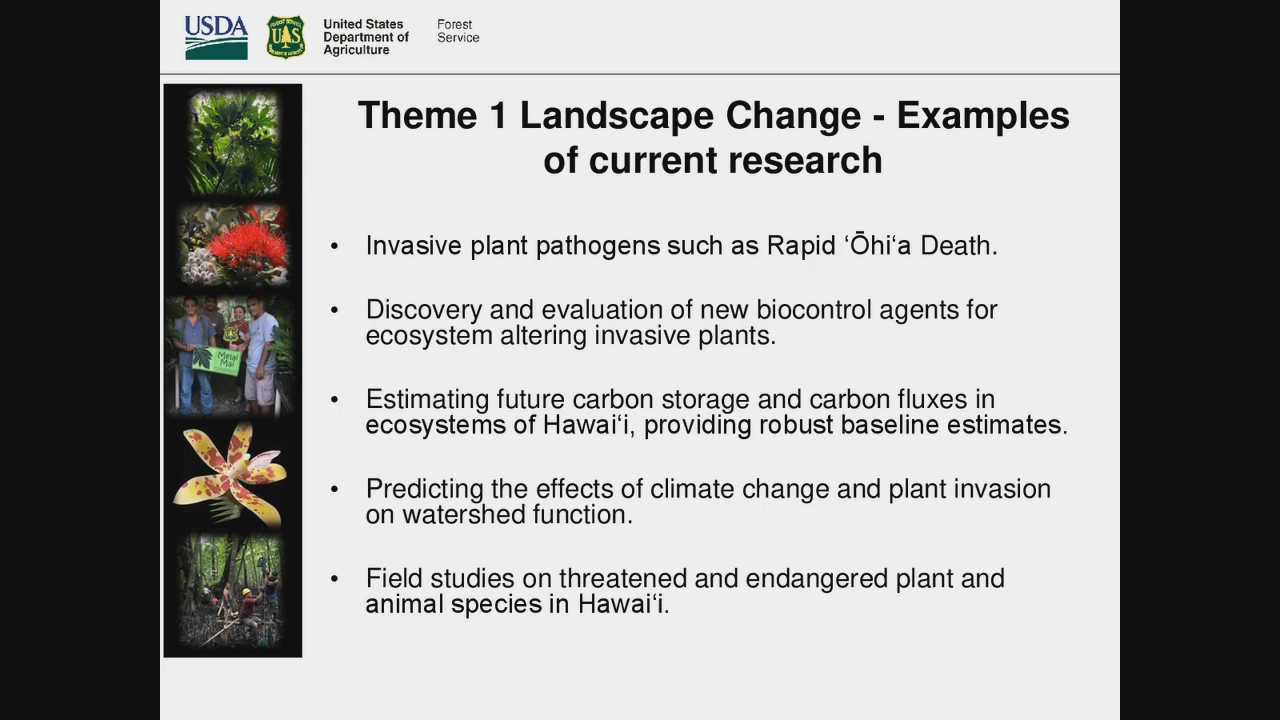 USDA
United States
Department of
Agriculture
Forest
Service
Theme 1 Landscape Change - Examples
of current research
• Invasive plant pathogens such as Rapid ʻŌhiʻa Death.
• Discovery and evaluation of new biocontrol agents for
ecosystem altering invasive plants.
• Estimating future carbon storage and carbon fluxes in
ecosystems of Hawaiʻi, providing robust baseline estimates.
• Predicting the effects of climate change and plant invasion
on watershed function.
• Field studies on threatened and endangered plant and
animal species in Hawaiʻi.
UAS
Melai
Mai